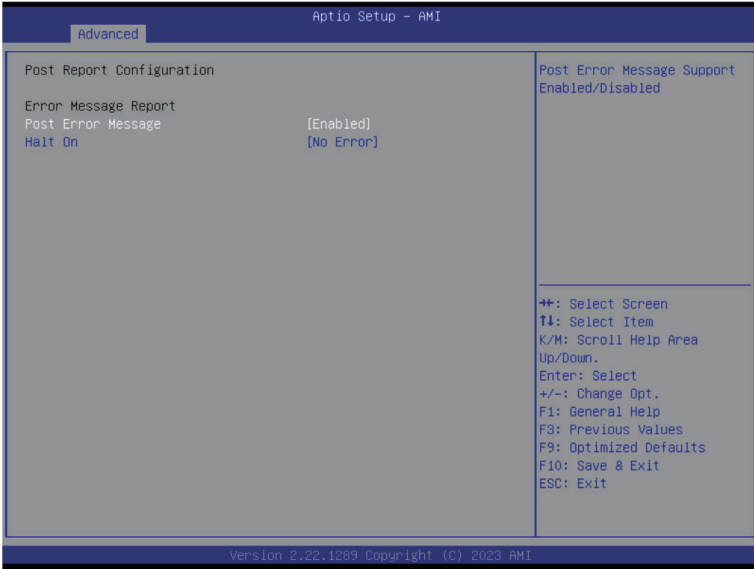 Aptio Setup – AMI
Advanced
Post Report Configuration
Error Message Report
Post Error Message [Enabled]
Halt On [No Error]
Post Error Message Support
Enabled/Disabled
→←: Select Screen
↑↓: Select Item
K/M: Scroll Help Area
Up/Down.
Enter: Select
+/-: Change Opt.
F1: General Help
F3: Previous Values
F9: Optimized Defaults
F10: Save & Exit
ESC: Exit
Version 2.22.1289 Copyright (C) 2023 AMI